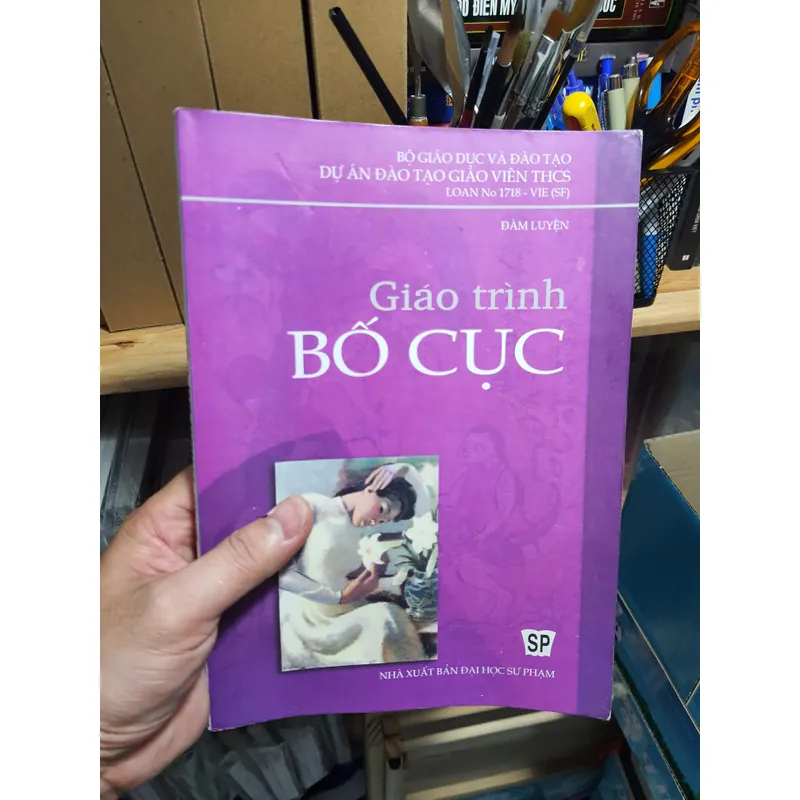 BỘ GIÁO DỤC VÀ ĐÀO TẠO
DỰ ÁN ĐÀO TẠO GIÁO VIÊN THCS
LOAN No 1718 - VIE (SF)
ĐÀM LUYỆN
Giáo trình
BỐ CỤC
SP
NHÀ XUẤT BẢN ĐẠI HỌC SƯ PHẠM